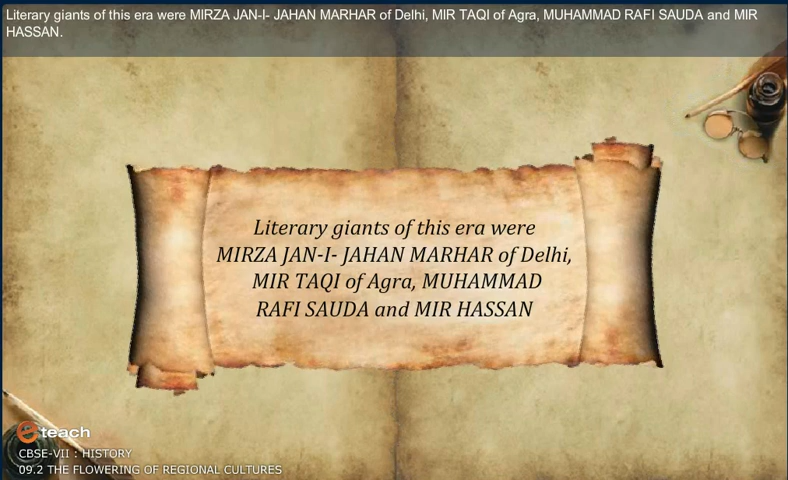 Literary giants of this era were MIRZA JAN-I- JAHAN MARHAR of Delhi, MIR TAQI of Agra, MUHAMMAD RAFI SAUDA and MIR
HASSAN.
Literary giants of this era were
MIRZA JAN-I- JAHAN MARHAR of Delhi,
MIR TAQI of Agra, MUHAMMAD
RAFI SAUDA and MIR HASSAN
eteach
CBSE-VII : HISTORY
09.2 THE FLOWERING OF REGIONAL CULTURES